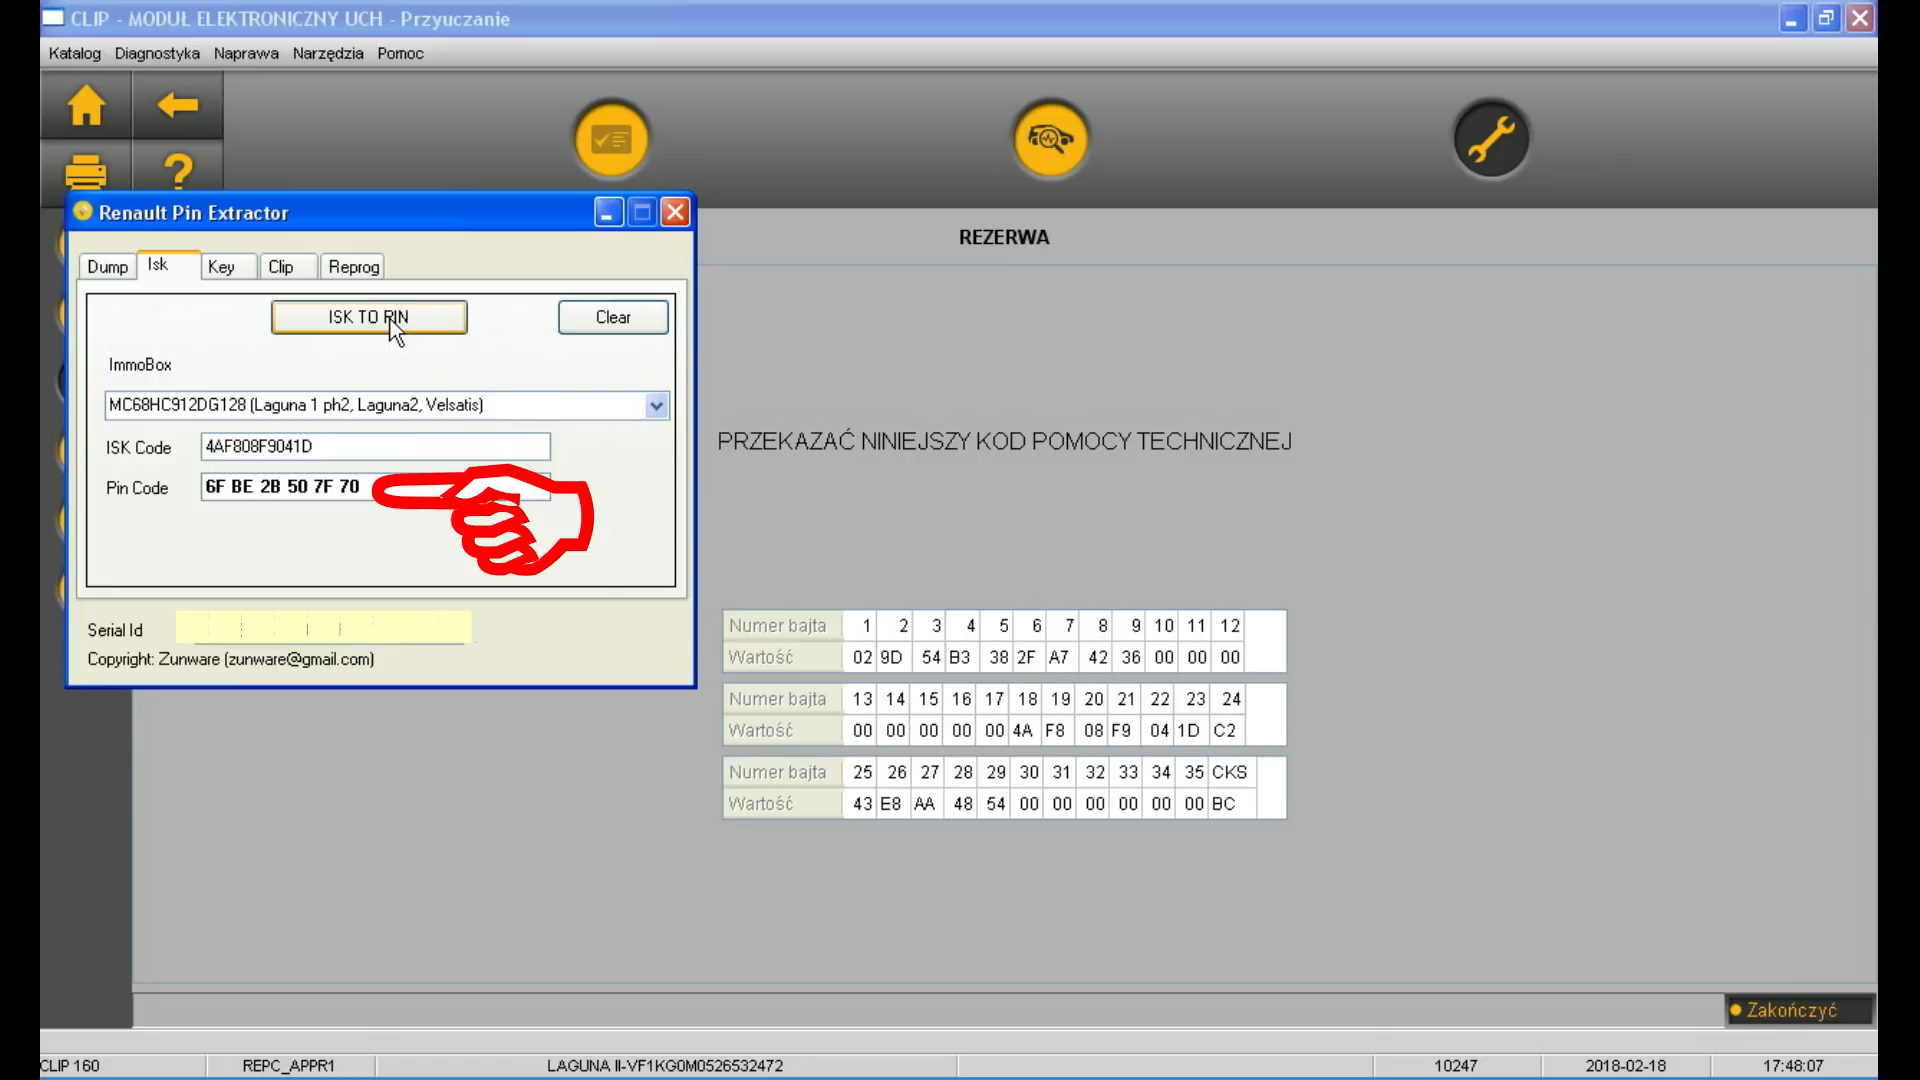 CLIP - MODUŁ ELEKTRONICZNY UCH - Przyuczanie
Katalog Diagnostyka Naprawa Narzędzia Pomoc
Renault Pin Extractor
Dump Isk Key Clip Reprog
ISK TO PIN Clear
ImmoBox
MC68HC912DG128 (Laguna 1 ph2, Laguna2, Velsatis)
ISK Code 4AF808F9041D
Pin Code 6F BE 2B 50 7F 70
Serial Id
Copyright: Zunware (zunware@gmail.com)
REZERWA
PRZEKAZAĆ NINIEJSZY KOD POMOCY TECHNICZNEJ
Numer bajta 1 2 3 4 5 6 7 8 9 10 11 12
Wartość 02 9D 54 B3 38 2F A7 42 36 00 00 00
Numer bajta 13 14 15 16 17 18 19 20 21 22 23 24
Wartość 00 00 00 00 00 4A F8 08 F9 04 1D C2
Numer bajta 25 26 27 28 29 30 31 32 33 34 35 CKS
Wartość 43 E8 AA 48 54 00 00 00 00 00 00 BC
Zakończyć
CLIP 160 REPC_APPR1 LAGUNA II-VF1KG0M0526532472 10247 2018-02-18 17:48:07